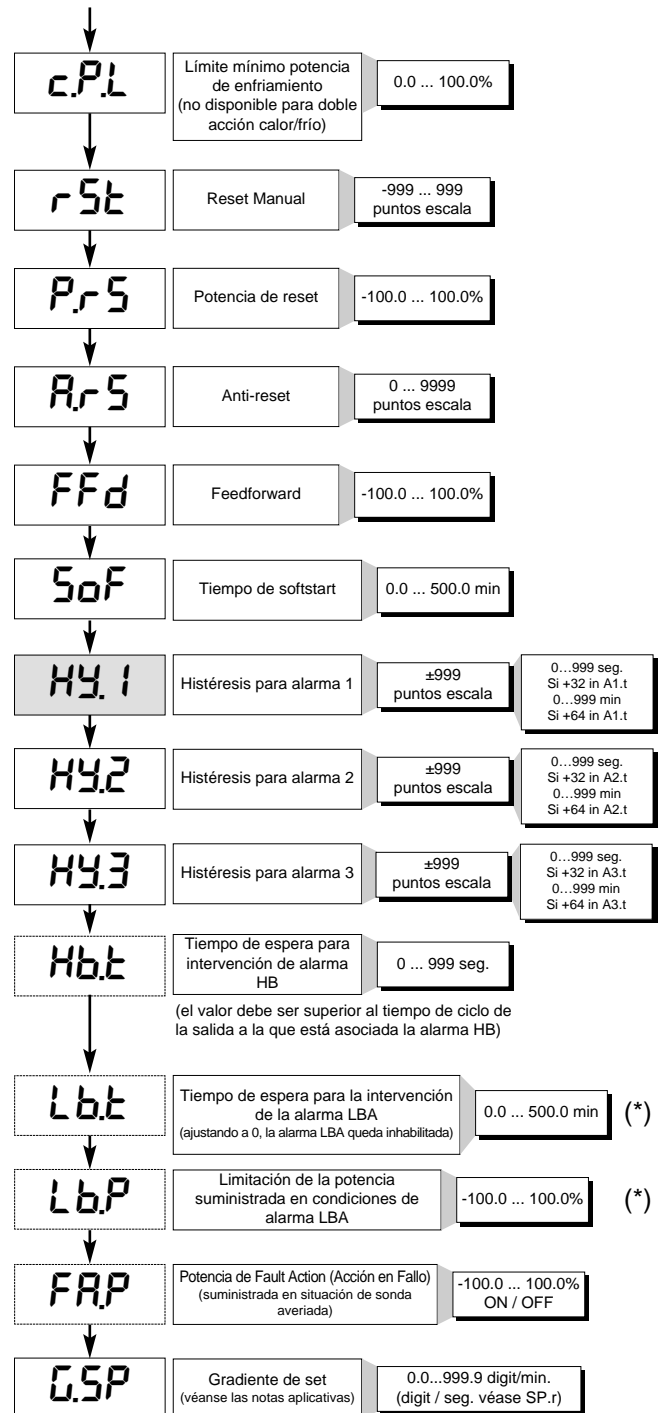 c.P.L
Límite mínimo potencia
de enfriamiento
(no disponible para doble
acción calor/frío)
0.0 ... 100.0%
rSt
Reset Manual
-999 ... 999
puntos escala
P.rS
Potencia de reset
-100.0 ... 100.0%
A.rS
Anti-reset
0 ... 9999
puntos escala
FFd
Feedforward
-100.0 ... 100.0%
SoF
Tiempo de softstart
0.0 ... 500.0 min
HY.1
Histéresis para alarma 1
±999
puntos escala
0…999 seg.
Si +32 in A1.t
0…999 min
Si +64 in A1.t
HY.2
Histéresis para alarma 2
±999
puntos escala
0…999 seg.
Si +32 in A2.t
0…999 min
Si +64 in A2.t
HY.3
Histéresis para alarma 3
±999
puntos escala
0…999 seg.
Si +32 in A3.t
0…999 min
Si +64 in A3.t
Hb.t
Tiempo de espera para
intervención de alarma
HB
0 ... 999 seg.
(el valor debe ser superior al tiempo de ciclo de
la salida a la que está asociada la alarma HB)
Lb.t
Tiempo de espera para la intervención
de la alarma LBA
(ajustando a 0, la alarma LBA queda inhabilitada)
0.0 ... 500.0 min
(*)
Lb.P
Limitación de la potencia
suministrada en condiciones de
alarma LBA
-100.0 ... 100.0%
(*)
FA.P
Potencia de Fault Action (Acción en Fallo)
(suministrada en situación de sonda
averiada)
-100.0 ... 100.0%
ON / OFF
G.SP
Gradiente de set
(véanse las notas aplicativas)
0.0...999.9 digit/min.
(digit / seg. véase SP.r)